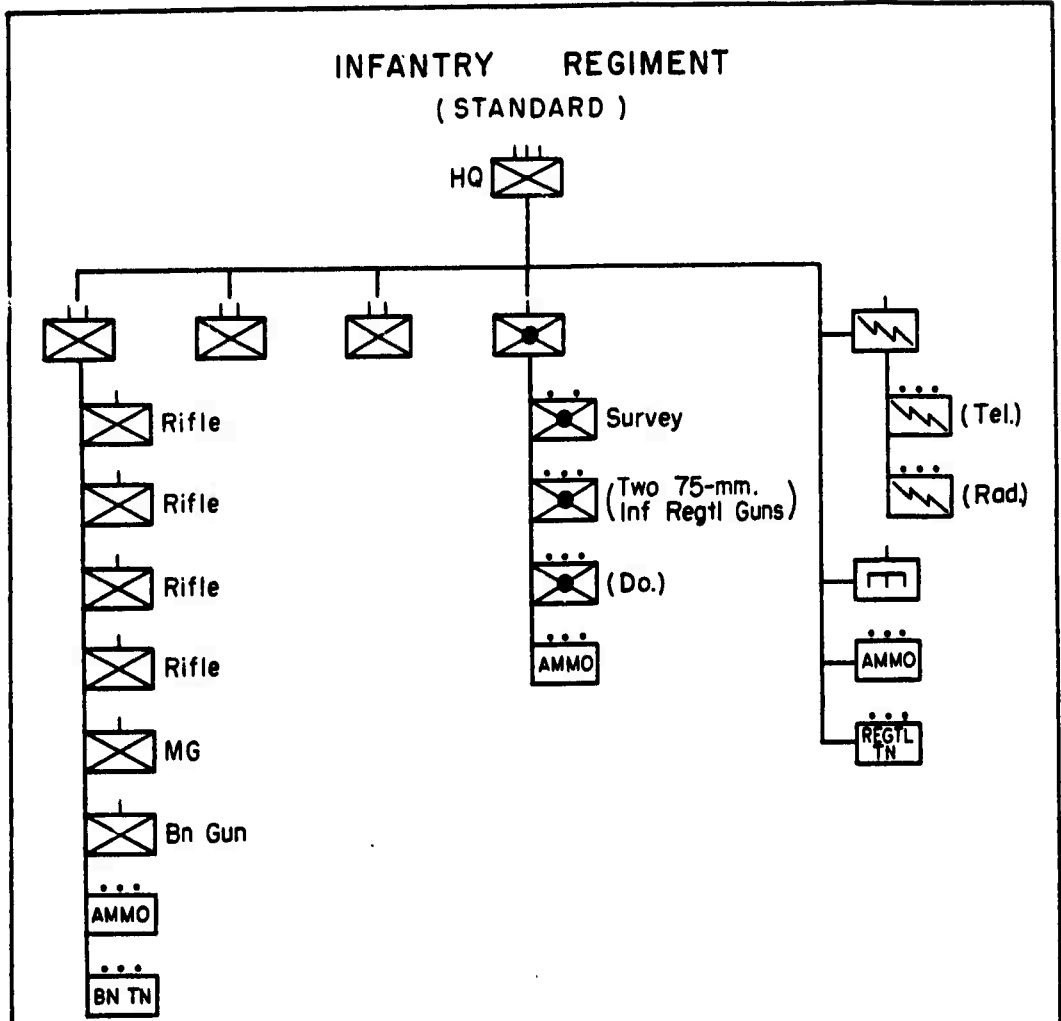 INFANTRY REGIMENT
(STANDARD)
HQ
Rifle
Rifle
Rifle
Rifle
MG
Bn Gun
AMMO
BN TN
Survey
(Two 75-mm.
Inf Regtl Guns)
(Do.)
AMMO
(Tel.)
(Rad.)
AMMO
REGTL
TN